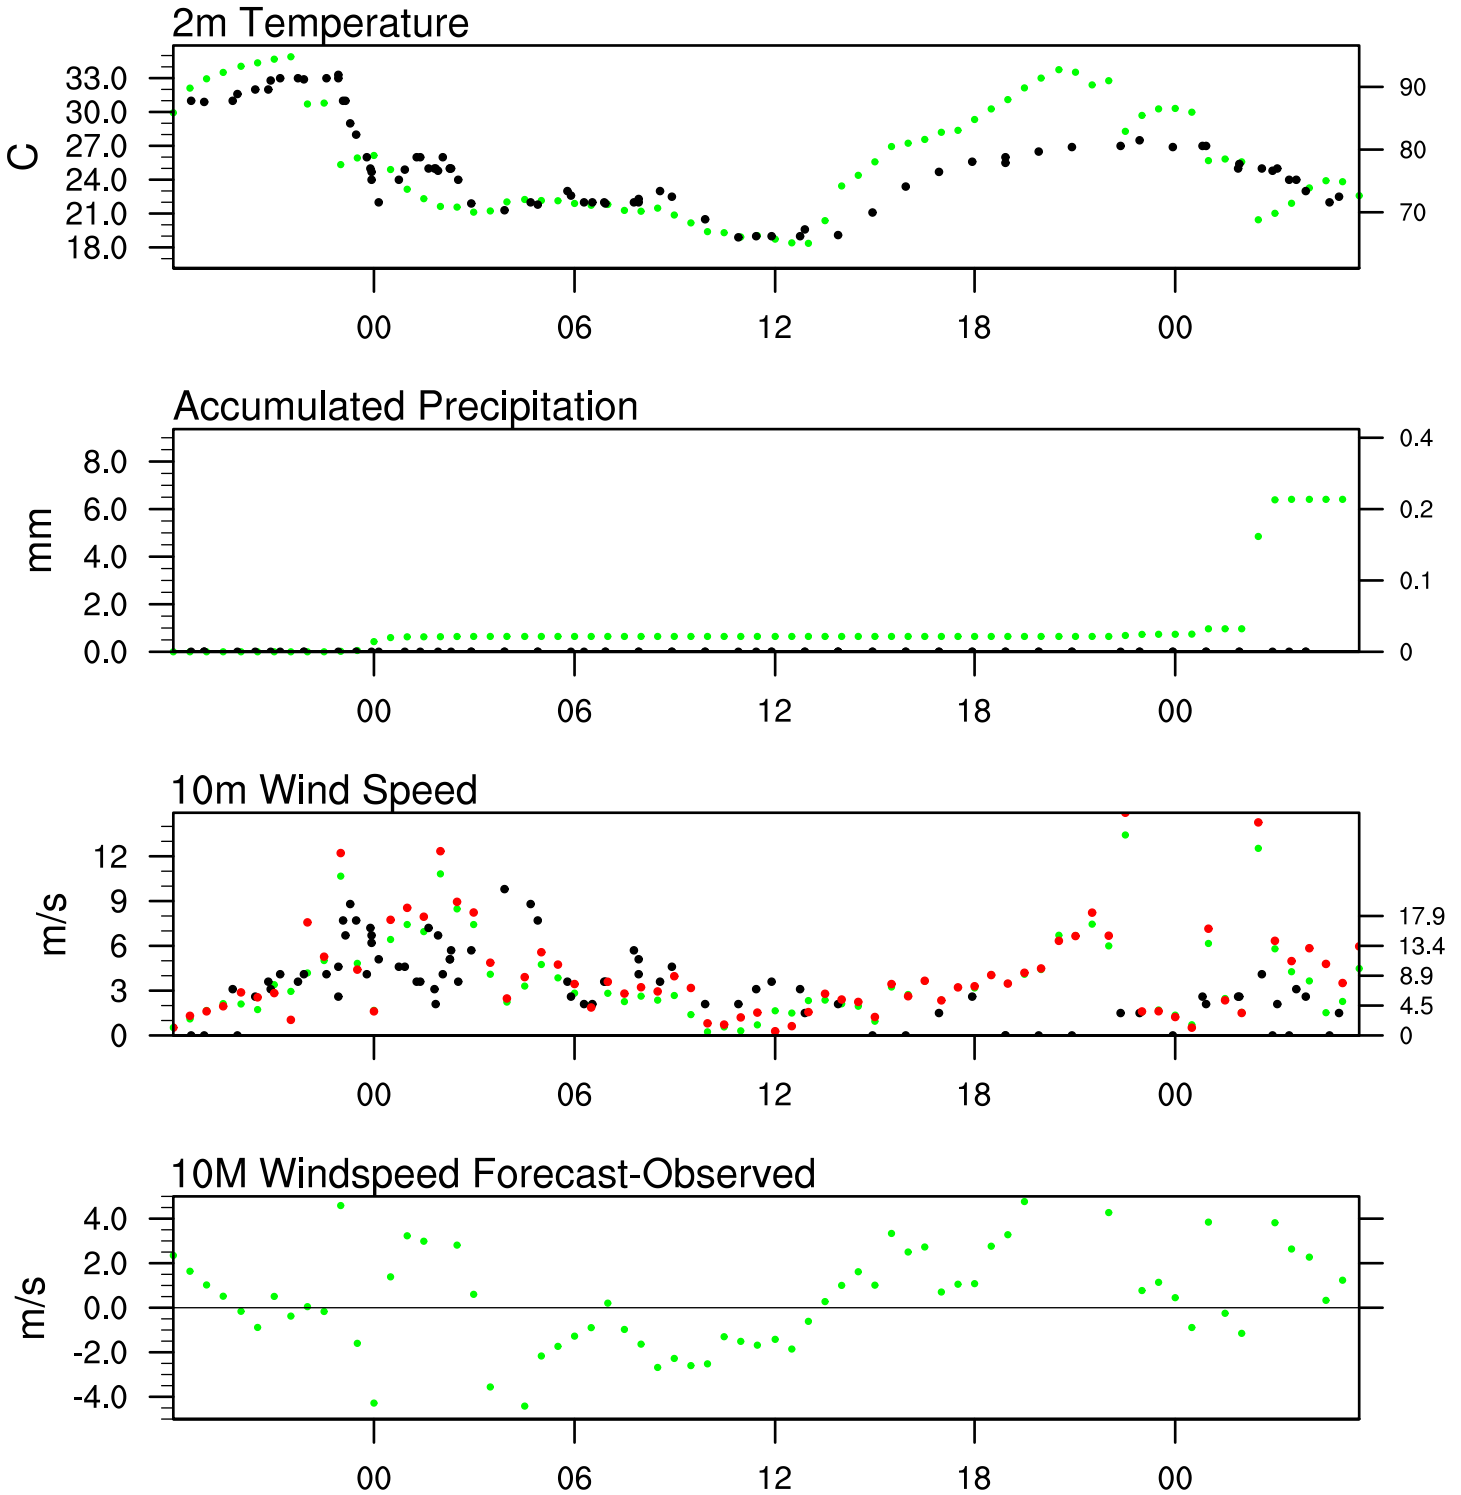 2m Temperature
33.0
30.0
27.0
24.0
21.0
18.0
C
90
80
70
00 06 12 18 00
Accumulated Precipitation
8.0
6.0
4.0
2.0
0.0
mm
0.4
0.2
0.1
0
00 06 12 18 00
10m Wind Speed
12
9
6
3
0
m/s
17.9
13.4
8.9
4.5
0
00 06 12 18 00
10M Windspeed Forecast-Observed
4.0
2.0
0.0
-2.0
-4.0
m/s
00 06 12 18 00